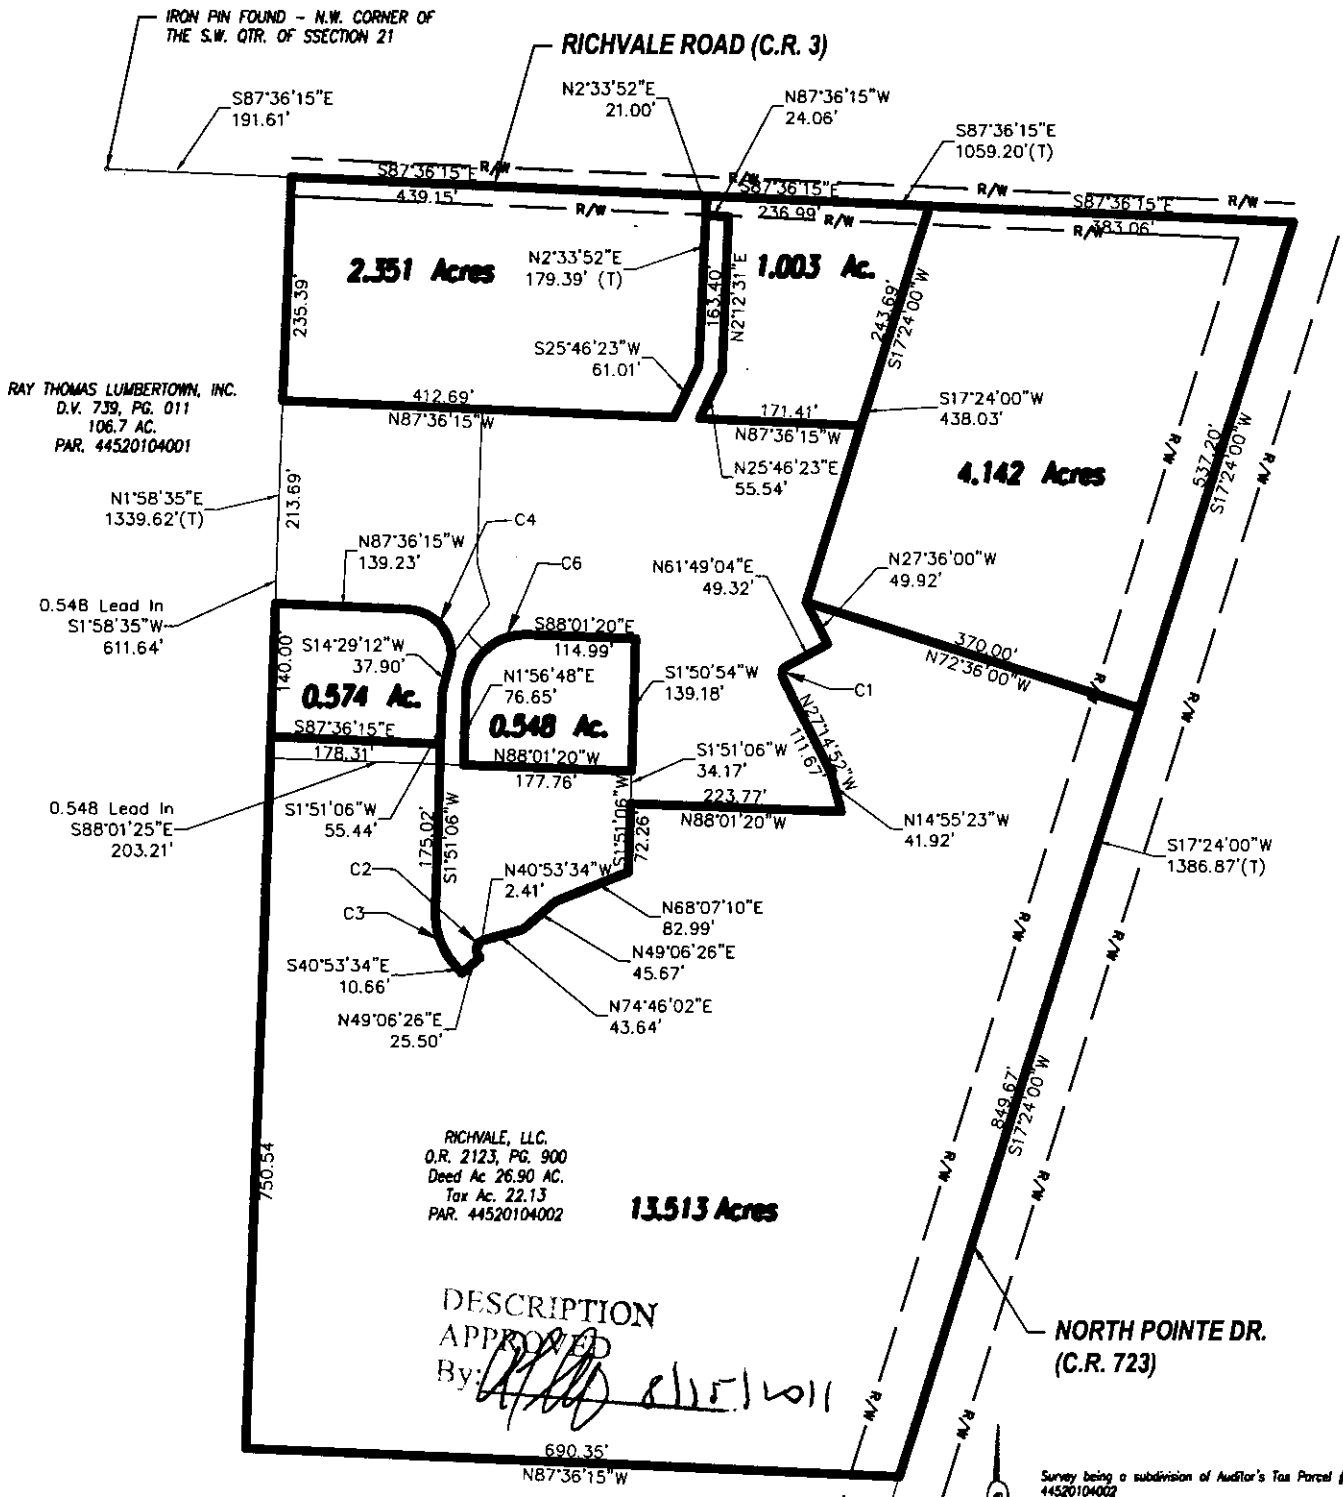 IRON PIN FOUND - N.W. CORNER OF
THE S.W. QTR. OF SSECTION 21
RICHVALE ROAD (C.R. 3)
S87°36'15"E
191.61'
N2°33'52"E
21.00'
N87°36'15"W
24.06'
S87°36'15"E
1059.20'(T)
S87°36'15"E
R/W
439.15'
R/W
R/W
S87°36'15"E
236.99'
R/W
R/W
S87°36'15"E
383.06'
R/W
R/W
2.351 Acres
N2°33'52"E
179.39' (T)
1.003 Ac.
235.39'
163.40'
N2°12'31"E
243.69'
S17°24'00"W
S25°46'23"W
61.01'
RAY THOMAS LUMBERTOWN, INC.
D.V. 739, PG. 011
106.7 AC.
PAR. 44520104001
412.69'
N87°36'15"W
171.41'
N87°36'15"W
S17°24'00"W
438.03'
N25°46'23"E
55.54'
4.142 Acres
R/W
537.20'
S17°24'00"W
R/W
N1°58'35"E
1339.62'(T)
213.69'
C4
N87°36'15"W
139.23'
C6
N61°49'04"E
49.32'
N27°36'00"W
49.92'
0.548 Lead In
S1°58'35"W
611.64'
S14°29'12"W
37.90'
140.00'
0.574 Ac.
S88°01'20"E
114.99'
N1°56'48"E
76.65'
0.548 Ac.
S1°50'54"W
139.18'
370.00'
N72°36'00"W
C1
R/W
R/W
S87°36'15"E
178.31'
N88°01'20"W
177.76'
N27°14'52"W
111.67'
S1°51'06"W
34.17'
0.548 Lead In
S88°01'25"E
203.21'
S1°51'06"W
55.44'
175.02'
S1°51'06"W
S1°51'06"W
72.26'
223.77'
N88°01'20"W
N14°55'23"W
41.92'
S17°24'00"W
1386.87'(T)
C2
N40°53'34"W
2.41'
C3
N68°07'10"E
82.99'
R/W
R/W
S40°53'34"E
10.66'
N49°06'26"E
45.67'
N49°06'26"E
25.50'
N74°46'02"E
43.64'
849.67'
S17°24'00"W
750.54
RICHVALE, LLC.
O.R. 2123, PG. 900
Deed Ac 26.90 AC.
Tax Ac. 22.13
PAR. 44520104002
13.513 Acres
R/W
R/W
DESCRIPTION
APPROVED
By:
8/15/2011
NORTH POINTE DR.
(C.R. 723)
R/W
R/W
690.35'
N87°36'15"W
Survey being a subdivision of Auditor's Tax Parcel
44520104002